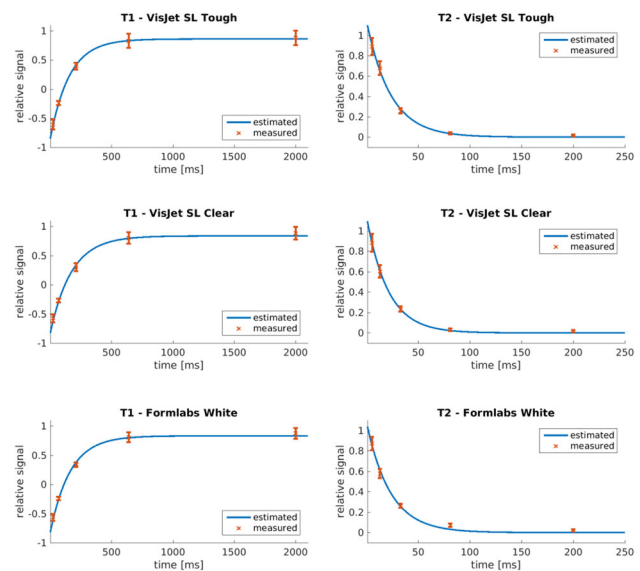 T1 - VisJet SL Tough
relative signal
1
0.5
0
-0.5
-1
500
1000
1500
2000
time [ms]
estimated
measured
T2 - VisJet SL Tough
relative signal
1
0.8
0.6
0.4
0.2
0
0
50
100
150
200
250
time [ms]
estimated
measured
T1 - VisJet SL Clear
relative signal
1
0.5
0
-0.5
-1
500
1000
1500
2000
time [ms]
estimated
measured
T2 - VisJet SL Clear
relative signal
1
0.8
0.6
0.4
0.2
0
0
50
100
150
200
250
time [ms]
estimated
measured
T1 - Formlabs White
relative signal
1
0.5
0
-0.5
-1
500
1000
1500
2000
time [ms]
estimated
measured
T2 - Formlabs White
relative signal
1
0.8
0.6
0.4
0.2
0
0
50
100
150
200
250
time [ms]
estimated
measured